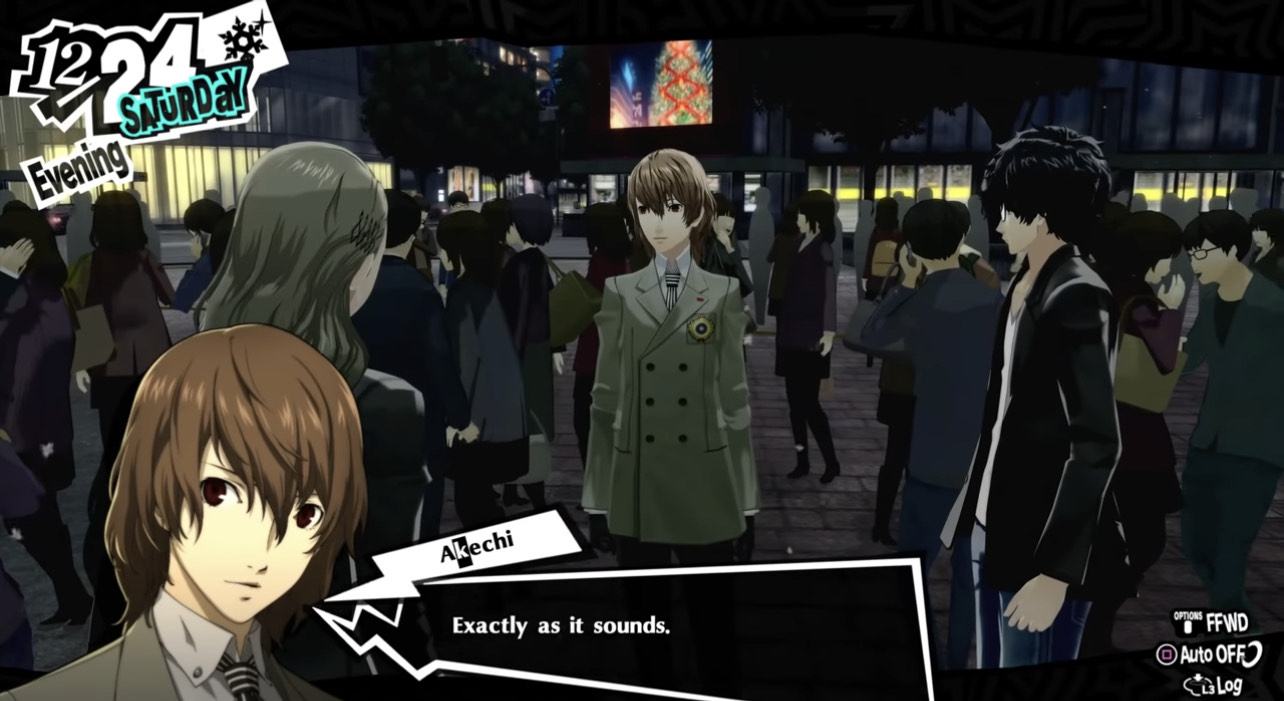 12/24
SATURDAY
Evening
Akechi
Exactly as it sounds.
OPTIONS FFWD
Auto OFF
L3 Log